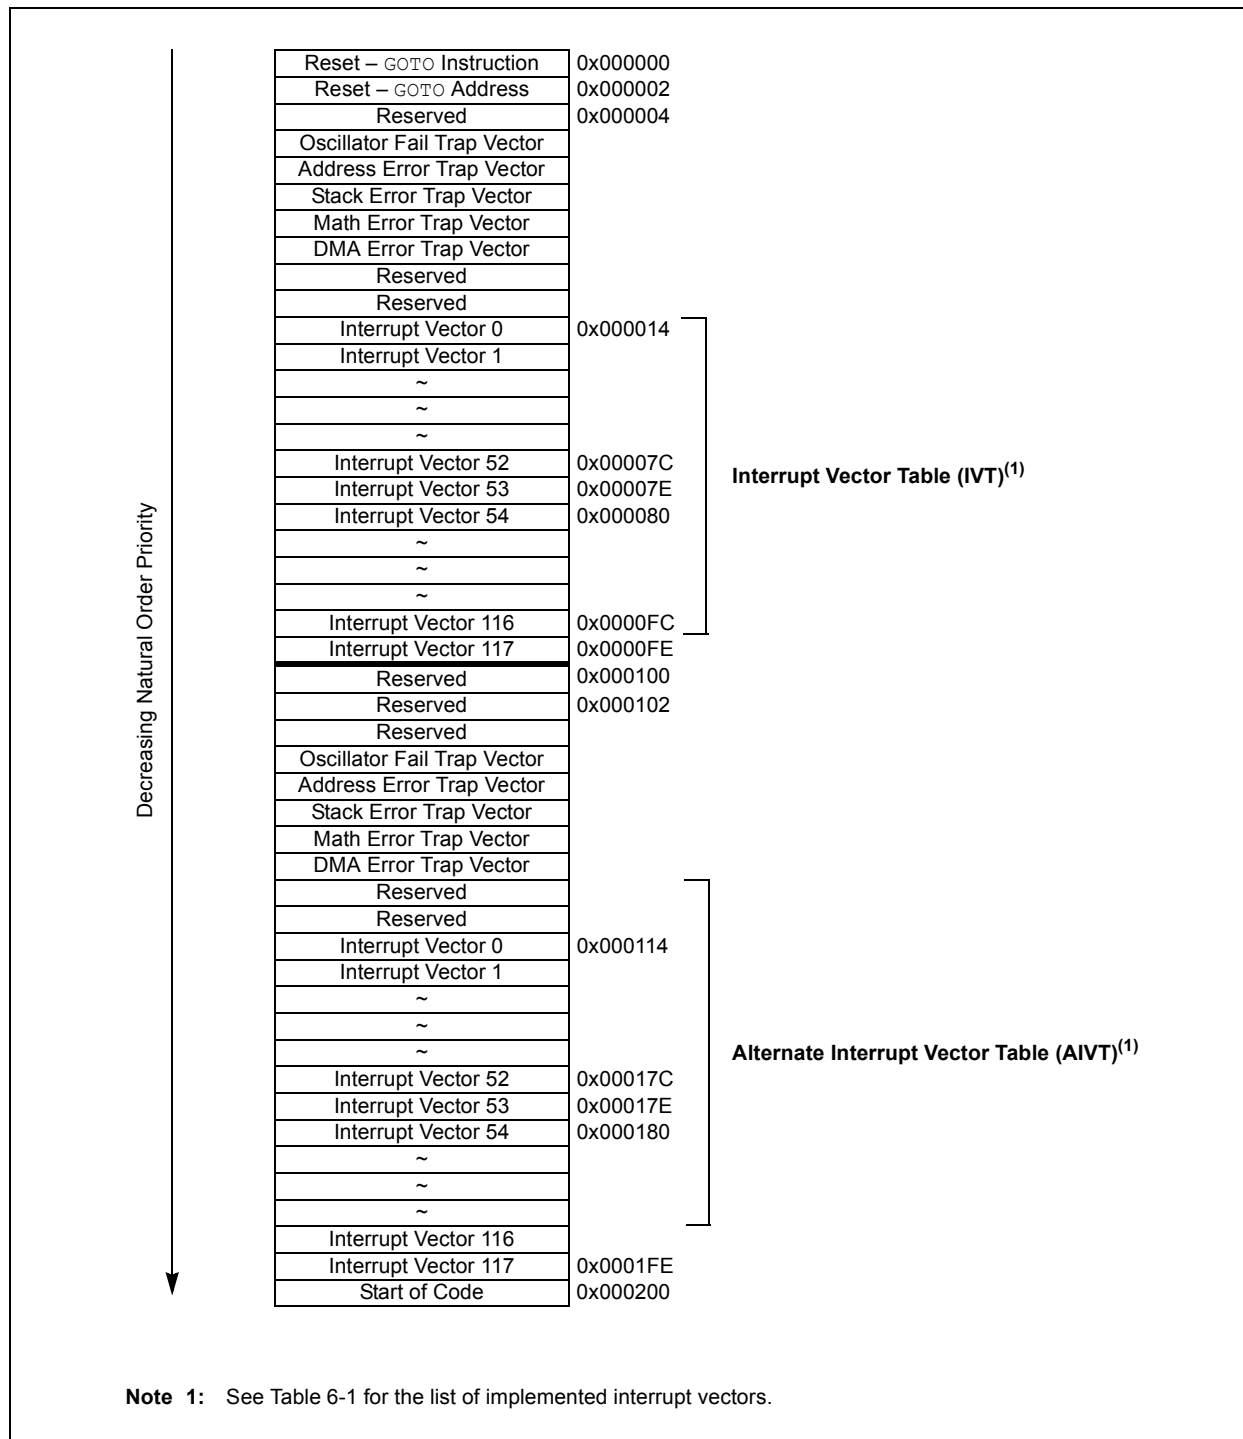 Decreasing Natural Order Priority
Reset – GOTO Instruction 0x000000
Reset – GOTO Address 0x000002
Reserved 0x000004
Oscillator Fail Trap Vector
Address Error Trap Vector
Stack Error Trap Vector
Math Error Trap Vector
DMA Error Trap Vector
Reserved
Reserved
Interrupt Vector 0 0x000014
Interrupt Vector 1
~
~
~
Interrupt Vector 52 0x00007C
Interrupt Vector Table (IVT)(1)
Interrupt Vector 53 0x00007E
Interrupt Vector 54 0x000080
~
~
~
Interrupt Vector 116 0x0000FC
Interrupt Vector 117 0x0000FE
Reserved 0x000100
Reserved 0x000102
Reserved
Oscillator Fail Trap Vector
Address Error Trap Vector
Stack Error Trap Vector
Math Error Trap Vector
DMA Error Trap Vector
Reserved
Reserved
Interrupt Vector 0 0x000114
Interrupt Vector 1
~
~
~
Alternate Interrupt Vector Table (AIVT)(1)
Interrupt Vector 52 0x00017C
Interrupt Vector 53 0x00017E
Interrupt Vector 54 0x000180
~
~
~
Interrupt Vector 116
Interrupt Vector 117 0x0001FE
Start of Code 0x000200
Note 1: See Table 6-1 for the list of implemented interrupt vectors.